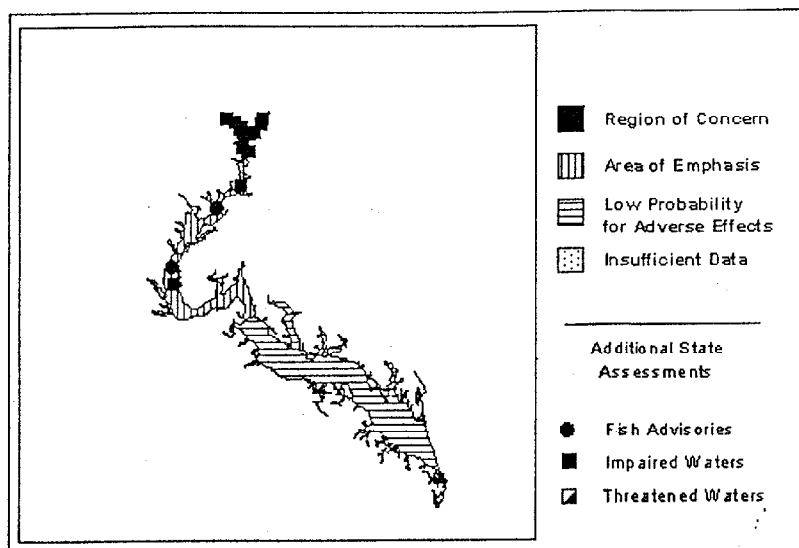 Region of Concern
Area of Emphasis
Low Probability
for Adverse Effects
Insufficient Data
Additional State
Assessments
Fish Advisories
Impaired Waters
Threatened Waters